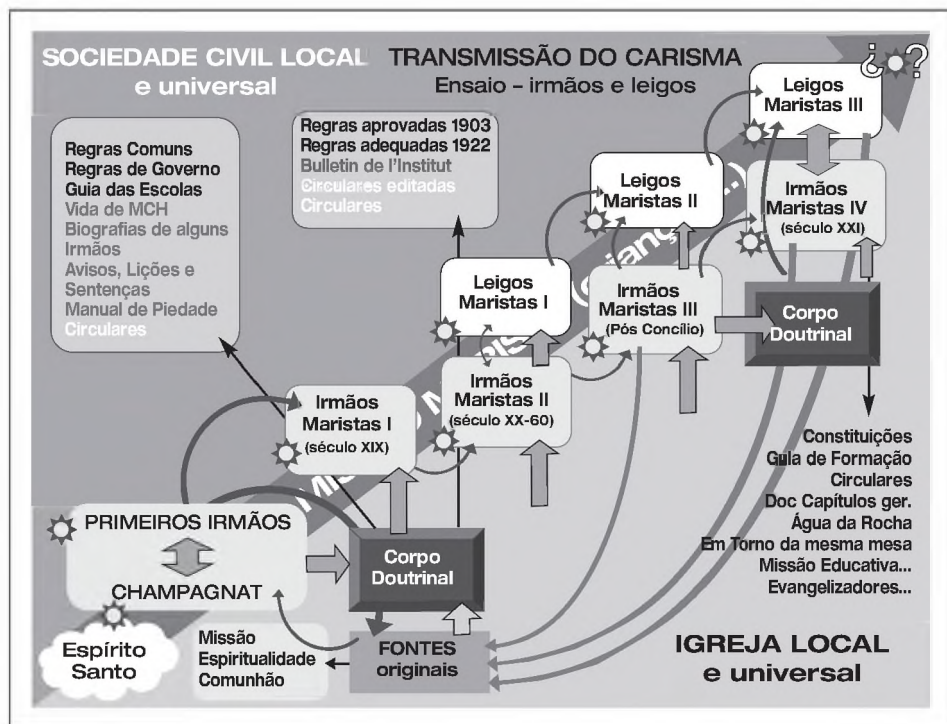 SOCIEDADE CIVIL LOCAL
e universal
TRANSMISSÃO DO CARISMA
Ensaio – irmãos e leigos
¿ ?
Regras Comuns
Regras de Governo
Guia das Escolas
Vida de MCH
Biografias de alguns
Irmãos
Avisos, Lições e
Sentenças
Manual de Piedade
Circulares
Regras aprovadas 1903
Regras adequadas 1922
Bulletin de l'Institut
Circulares editadas
Circulares
Leigos
Maristas III
Leigos
Maristas II
Irmãos
Maristas IV
(século XXI)
Leigos
Maristas I
Irmãos
Maristas III
(Pós Concílio)
Corpo
Doutrinal
Irmãos
Maristas II
(século XX-60)
Irmãos
Maristas I
(século XIX)
Constituições
Guia de Formação
Circulares
Doc Capítulos ger.
Água da Rocha
Em Torno da mesma mesa
Missão Educativa...
Evangelizadores...
PRIMEIROS IRMÃOS
CHAMPAGNAT
Corpo
Doutrinal
Espírito
Santo
Missão
Espiritualidade
Comunhão
FONTES
originais
IGREJA LOCAL
e universal